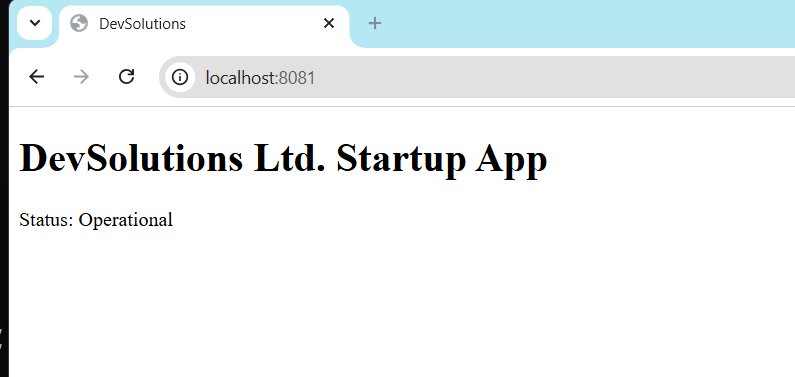 DevSolutions
localhost:8081
DevSolutions Ltd. Startup App
Status: Operational